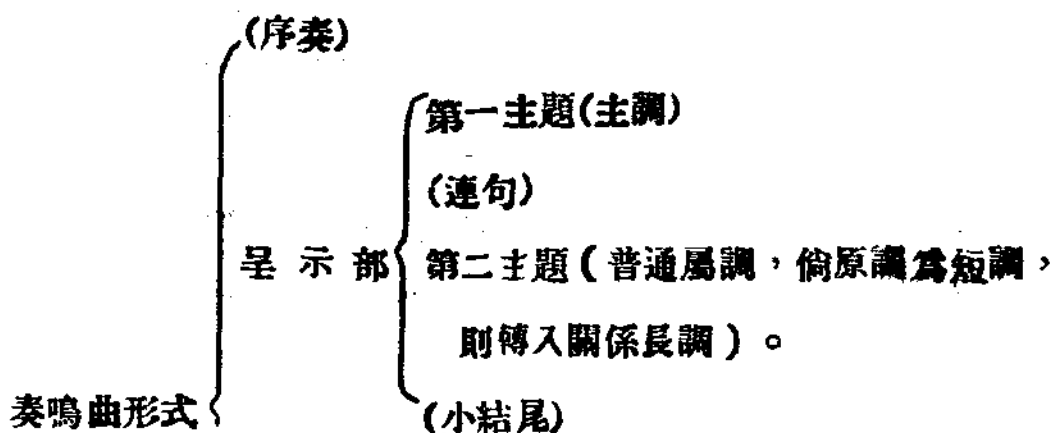 (序奏)
第一主題(主調)
(連句)
呈示部 第二主題(普通屬調，倘原調爲短調，
則轉入關係長調)。
奏鳴曲形式 (小結尾)